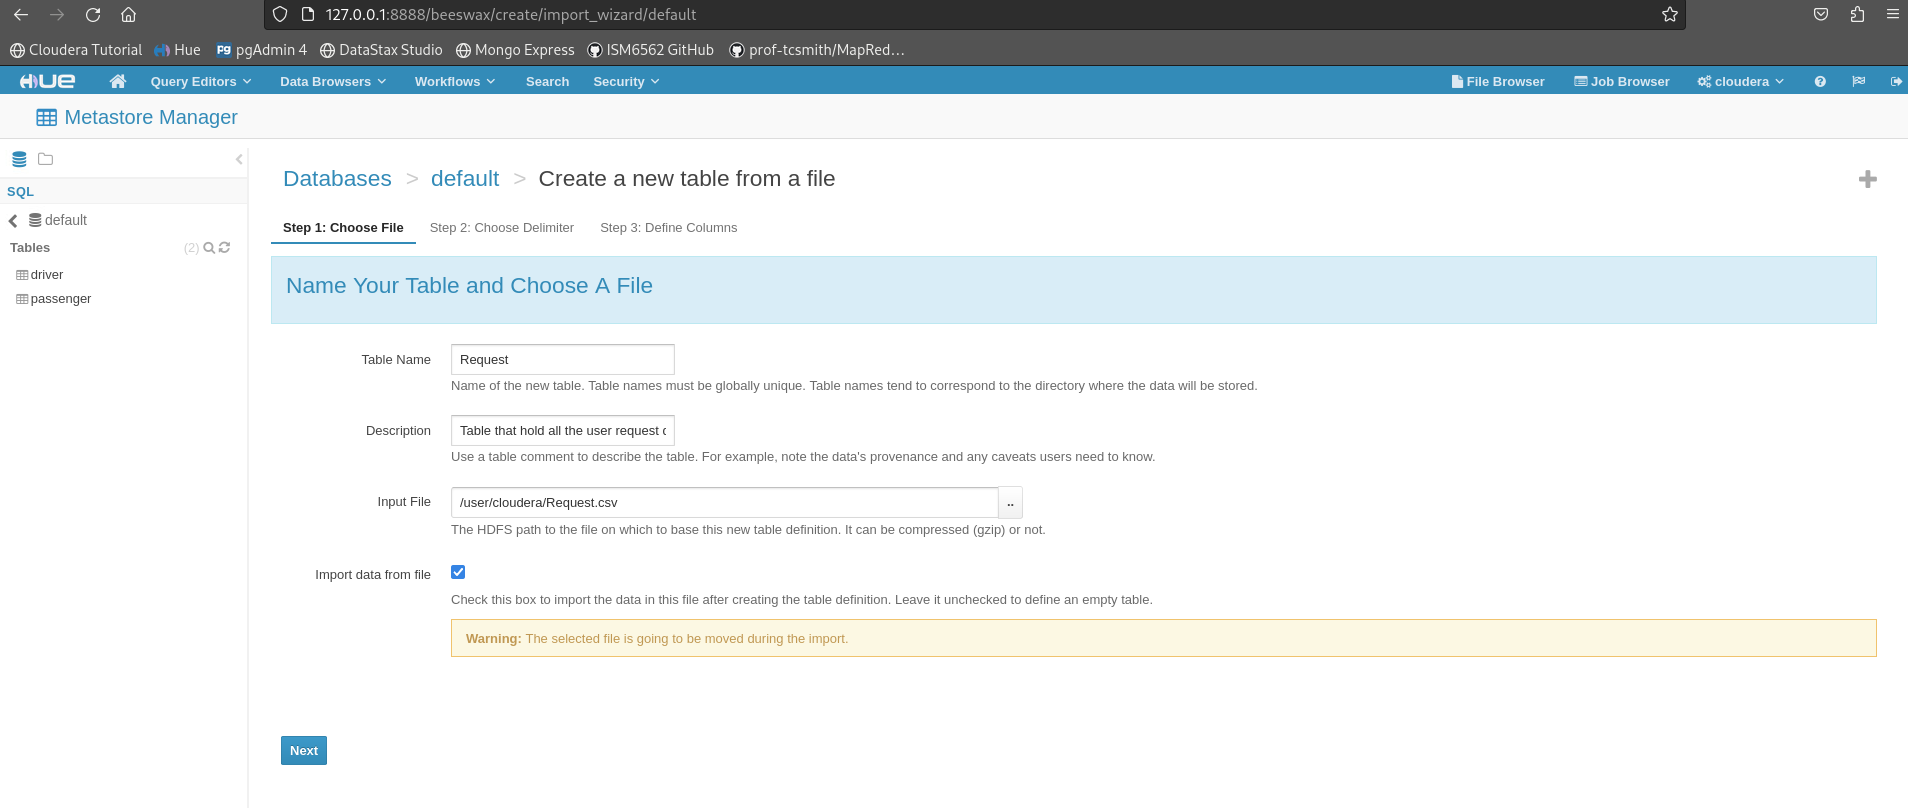 127.0.0.1:8888/beeswax/create/import_wizard/default
Cloudera Tutorial Hue pgAdmin 4 DataStax Studio Mongo Express ISM6562 GitHub prof-tcsmith/MapRed…
HUE Query Editors Data Browsers Workflows Search Security File Browser Job Browser cloudera
Metastore Manager
SQL
default
Tables (2)
driver
passenger
Databases > default > Create a new table from a file
Step 1: Choose File Step 2: Choose Delimiter Step 3: Define Columns
Name Your Table and Choose A File
Table Name Request
Name of the new table. Table names must be globally unique. Table names tend to correspond to the directory where the data will be stored.
Description Table that hold all the user request
Use a table comment to describe the table. For example, note the data's provenance and any caveats users need to know.
Input File /user/cloudera/Request.csv ..
The HDFS path to the file on which to base this new table definition. It can be compressed (gzip) or not.
Import data from file
Check this box to import the data in this file after creating the table definition. Leave it unchecked to define an empty table.
Warning: The selected file is going to be moved during the import.
Next